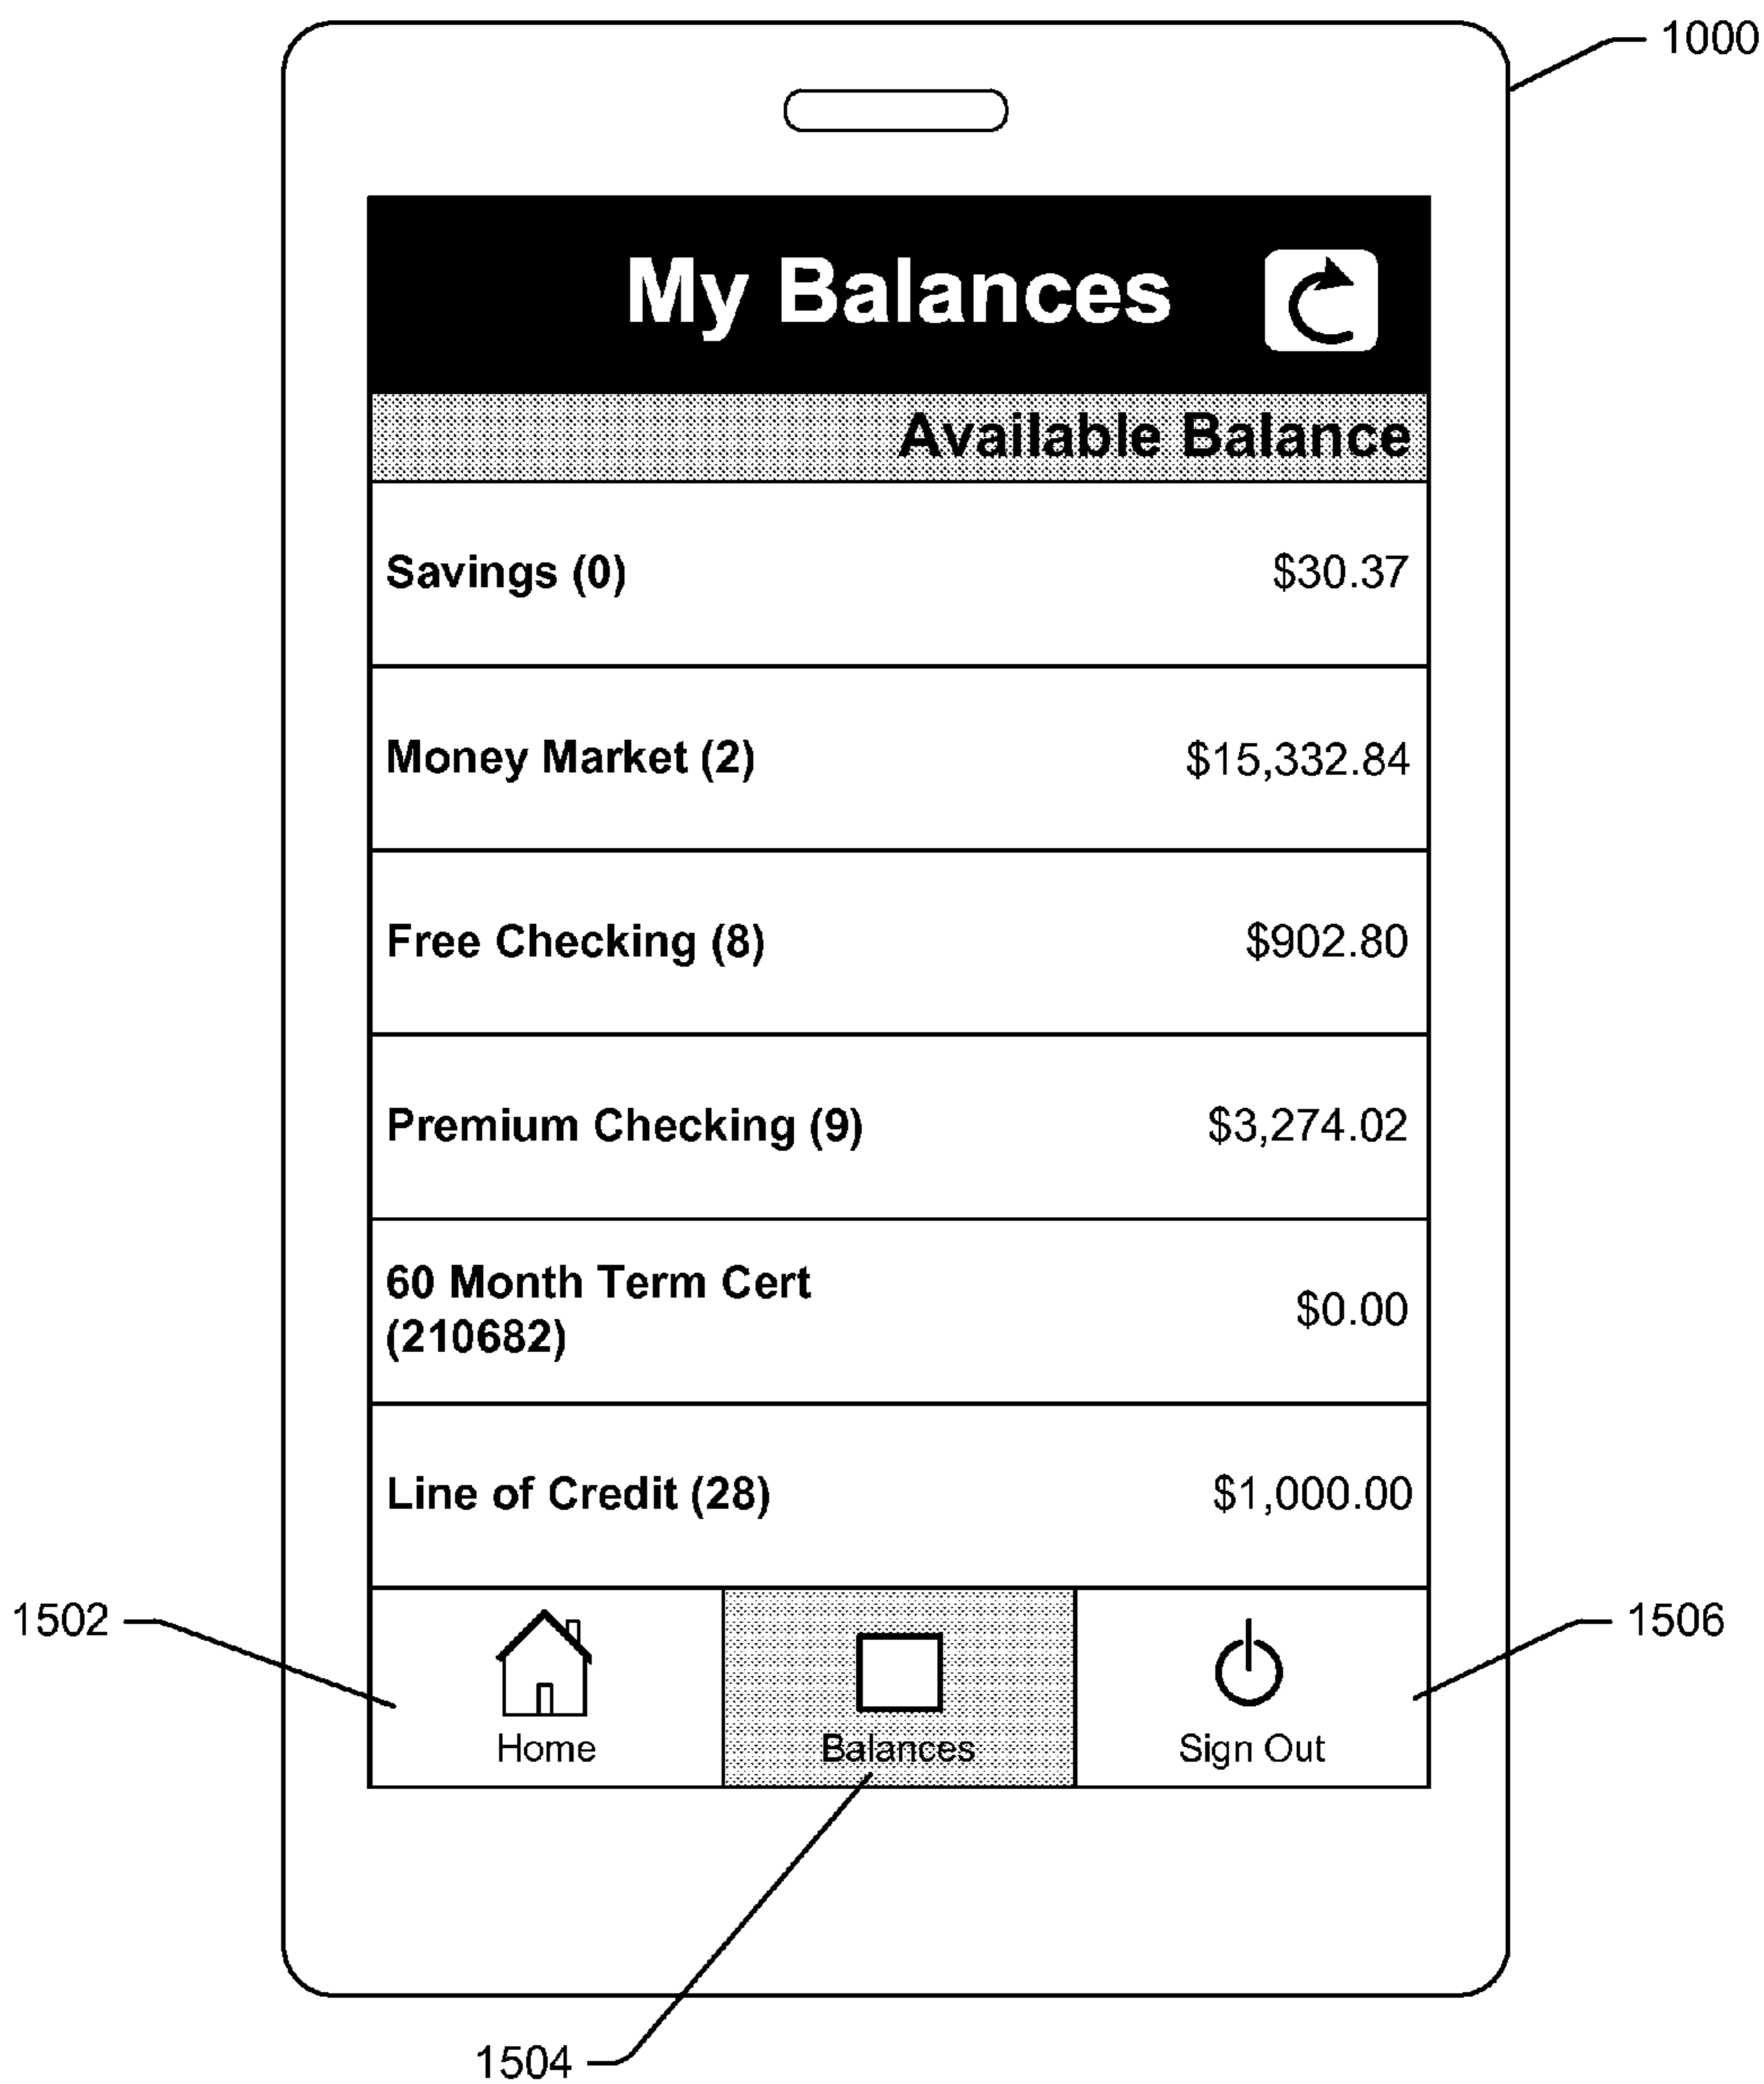 1000
My Balances
Available Balance
Savings (0) $30.37
Money Market (2) $15,332.84
Free Checking (8) $902.80
Premium Checking (9) $3,274.02
60 Month Term Cert
(210682) $0.00
Line of Credit (28) $1,000.00
1502
1506
Home Balances Sign Out
1504